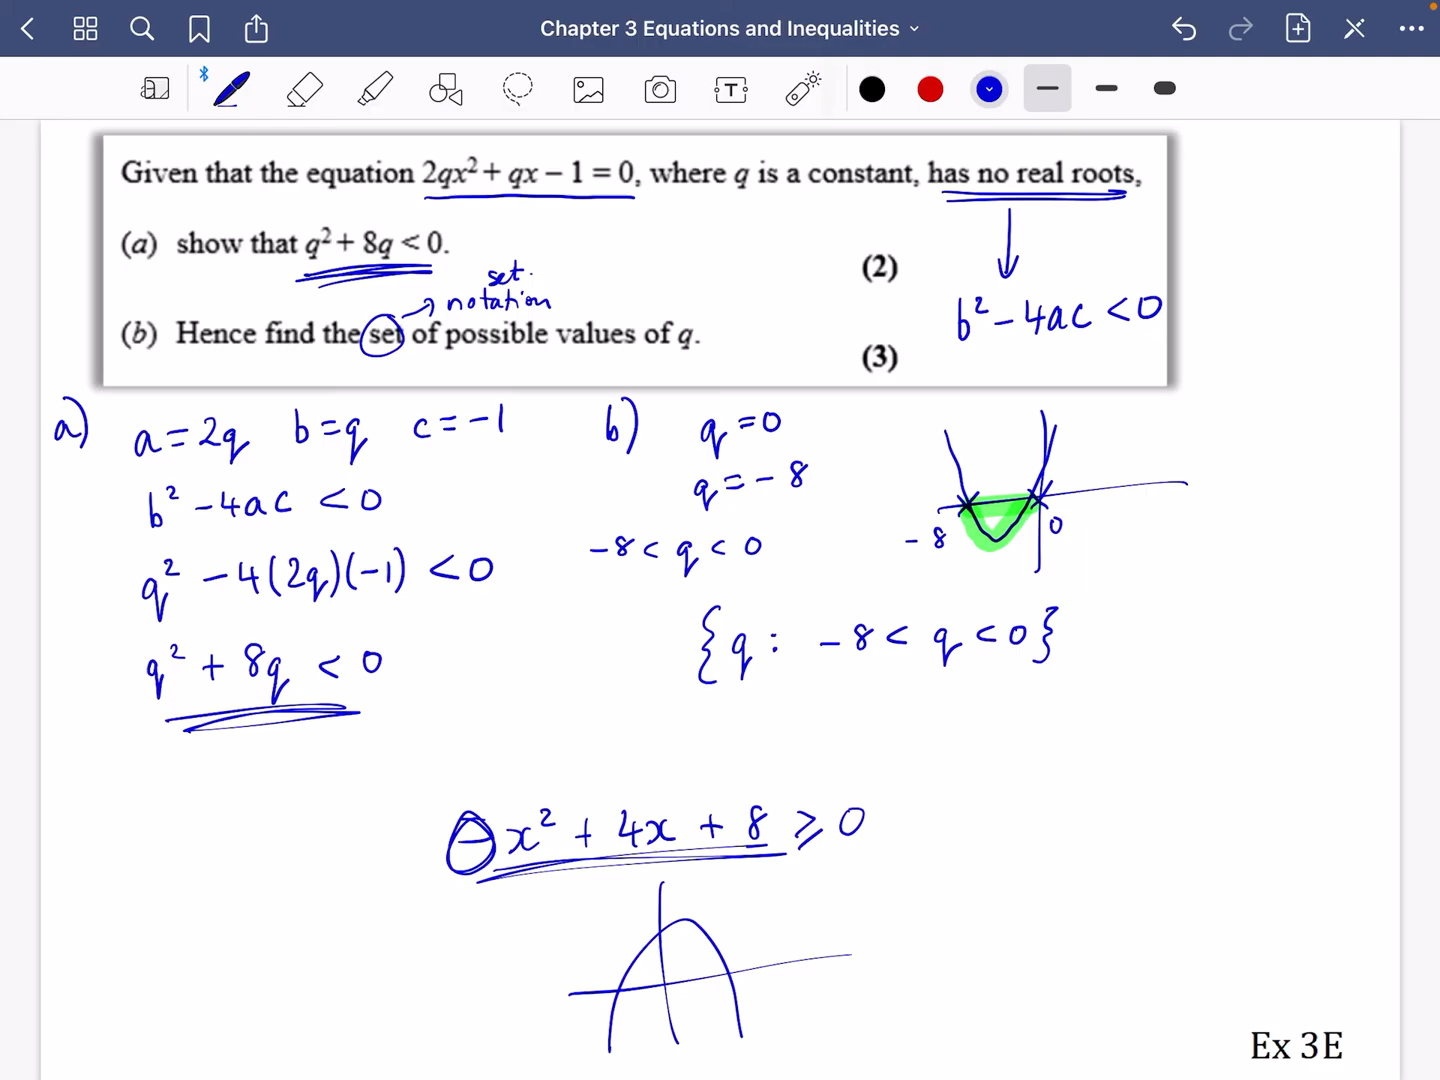 Chapter 3 Equations and Inequalities
T
Given that the equation 2qx² + qx − 1 = 0, where q is a constant, has no real roots,
(a) show that q² + 8q < 0.
(2)
set.
notation
b² − 4ac < 0
(b) Hence find the set of possible values of q.
(3)
a) a = 2q b = q c = −1
b² − 4ac < 0
q² − 4(2q)(−1) < 0
q² + 8q < 0
b) q = 0
q = −8
−8 < q < 0
−8 0
{q: −8 < q < 0}
−x² + 4x + 8 ⩾ 0
Ex 3E